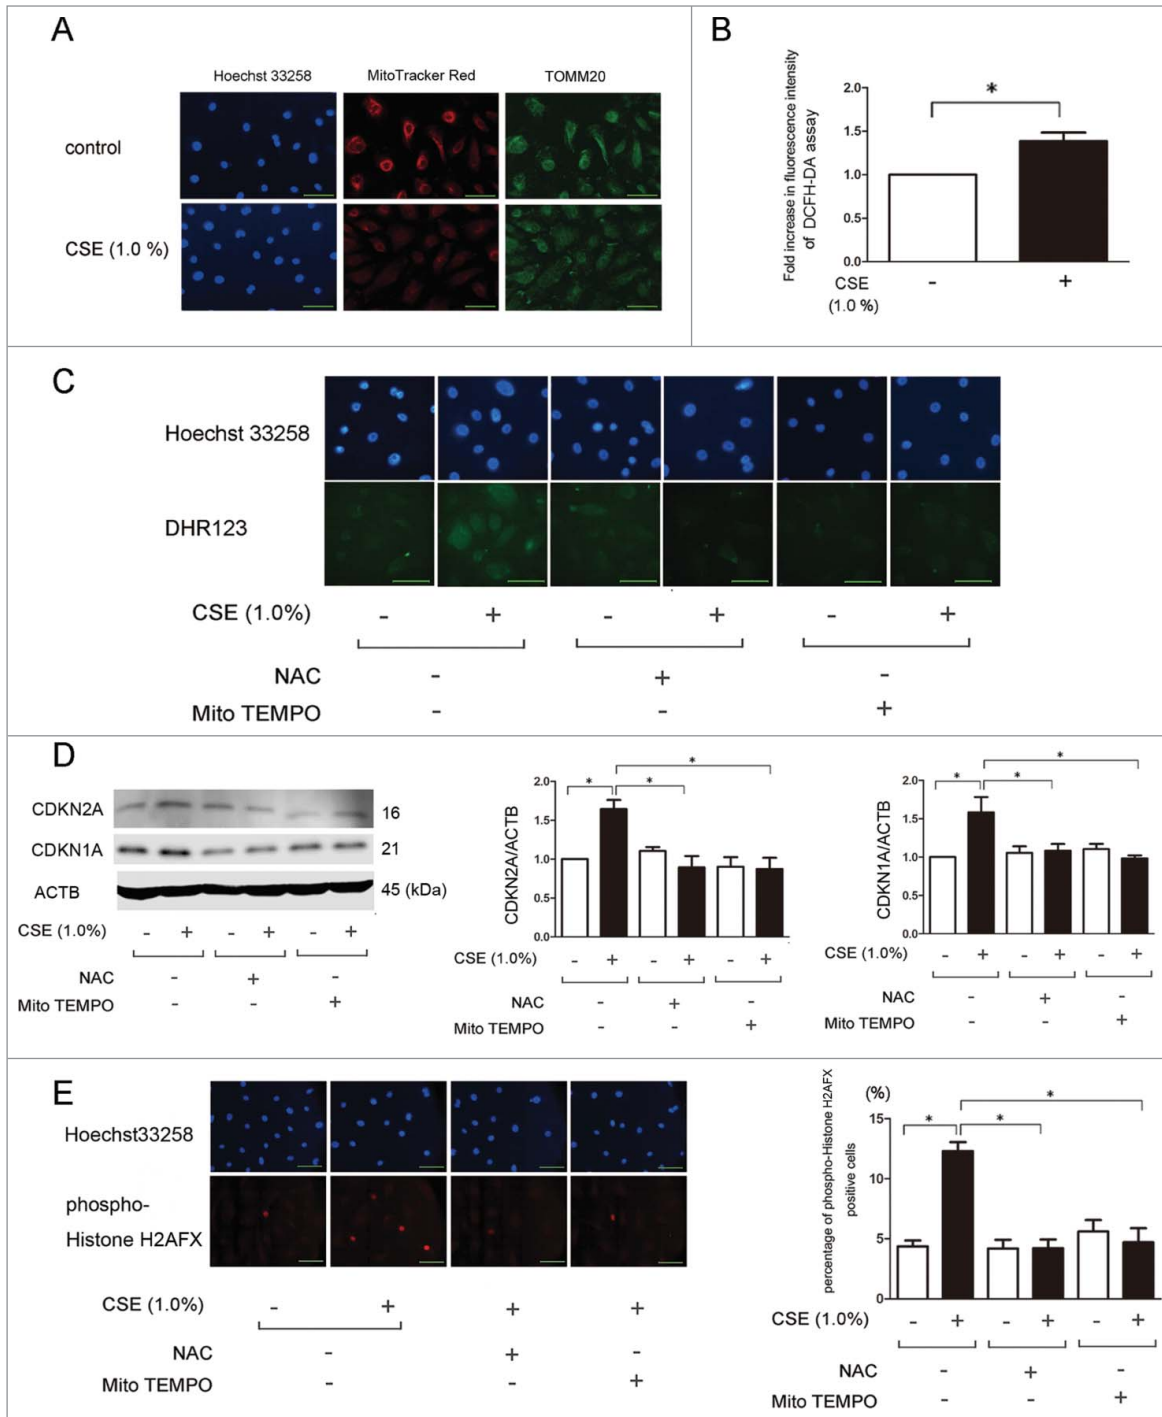 A
Hoechst 33258 MitoTracker Red TOMM20
control
CSE (1.0 %)
B
Fold increase in fluorescence intensity
of DCFH-DA assay
2.0
*
1.5
1.0
0.5
0.0
CSE - +
(1.0 %)
C
Hoechst 33258
DHR123
CSE (1.0%) - + - + - +
NAC - + -
Mito TEMPO - - +
D
CDKN2A 16
CDKN1A 21
ACTB 45 (kDa)
CSE (1.0%) - + - + - +
NAC - + -
Mito TEMPO - - +
CDKN2A/ACTB
2.0
1.5
1.0
0.5
0.0
* * *
CSE (1.0%) - + - + - +
NAC - + -
Mito TEMPO - - +
CDKN1A/ACTB
2.0
1.5
1.0
0.5
0.0
* * *
CSE (1.0%) - + - + - +
NAC - + -
Mito TEMPO - - +
E
Hoechst33258
phospho-
Histone H2AFX
CSE (1.0%) - + + +
NAC - + -
Mito TEMPO - - +
(%)
percentage of phospho-Histone H2AFX
positive cells
15
10
5
0
* * *
CSE (1.0%) - + - + - +
NAC - + -
Mito TEMPO - - +